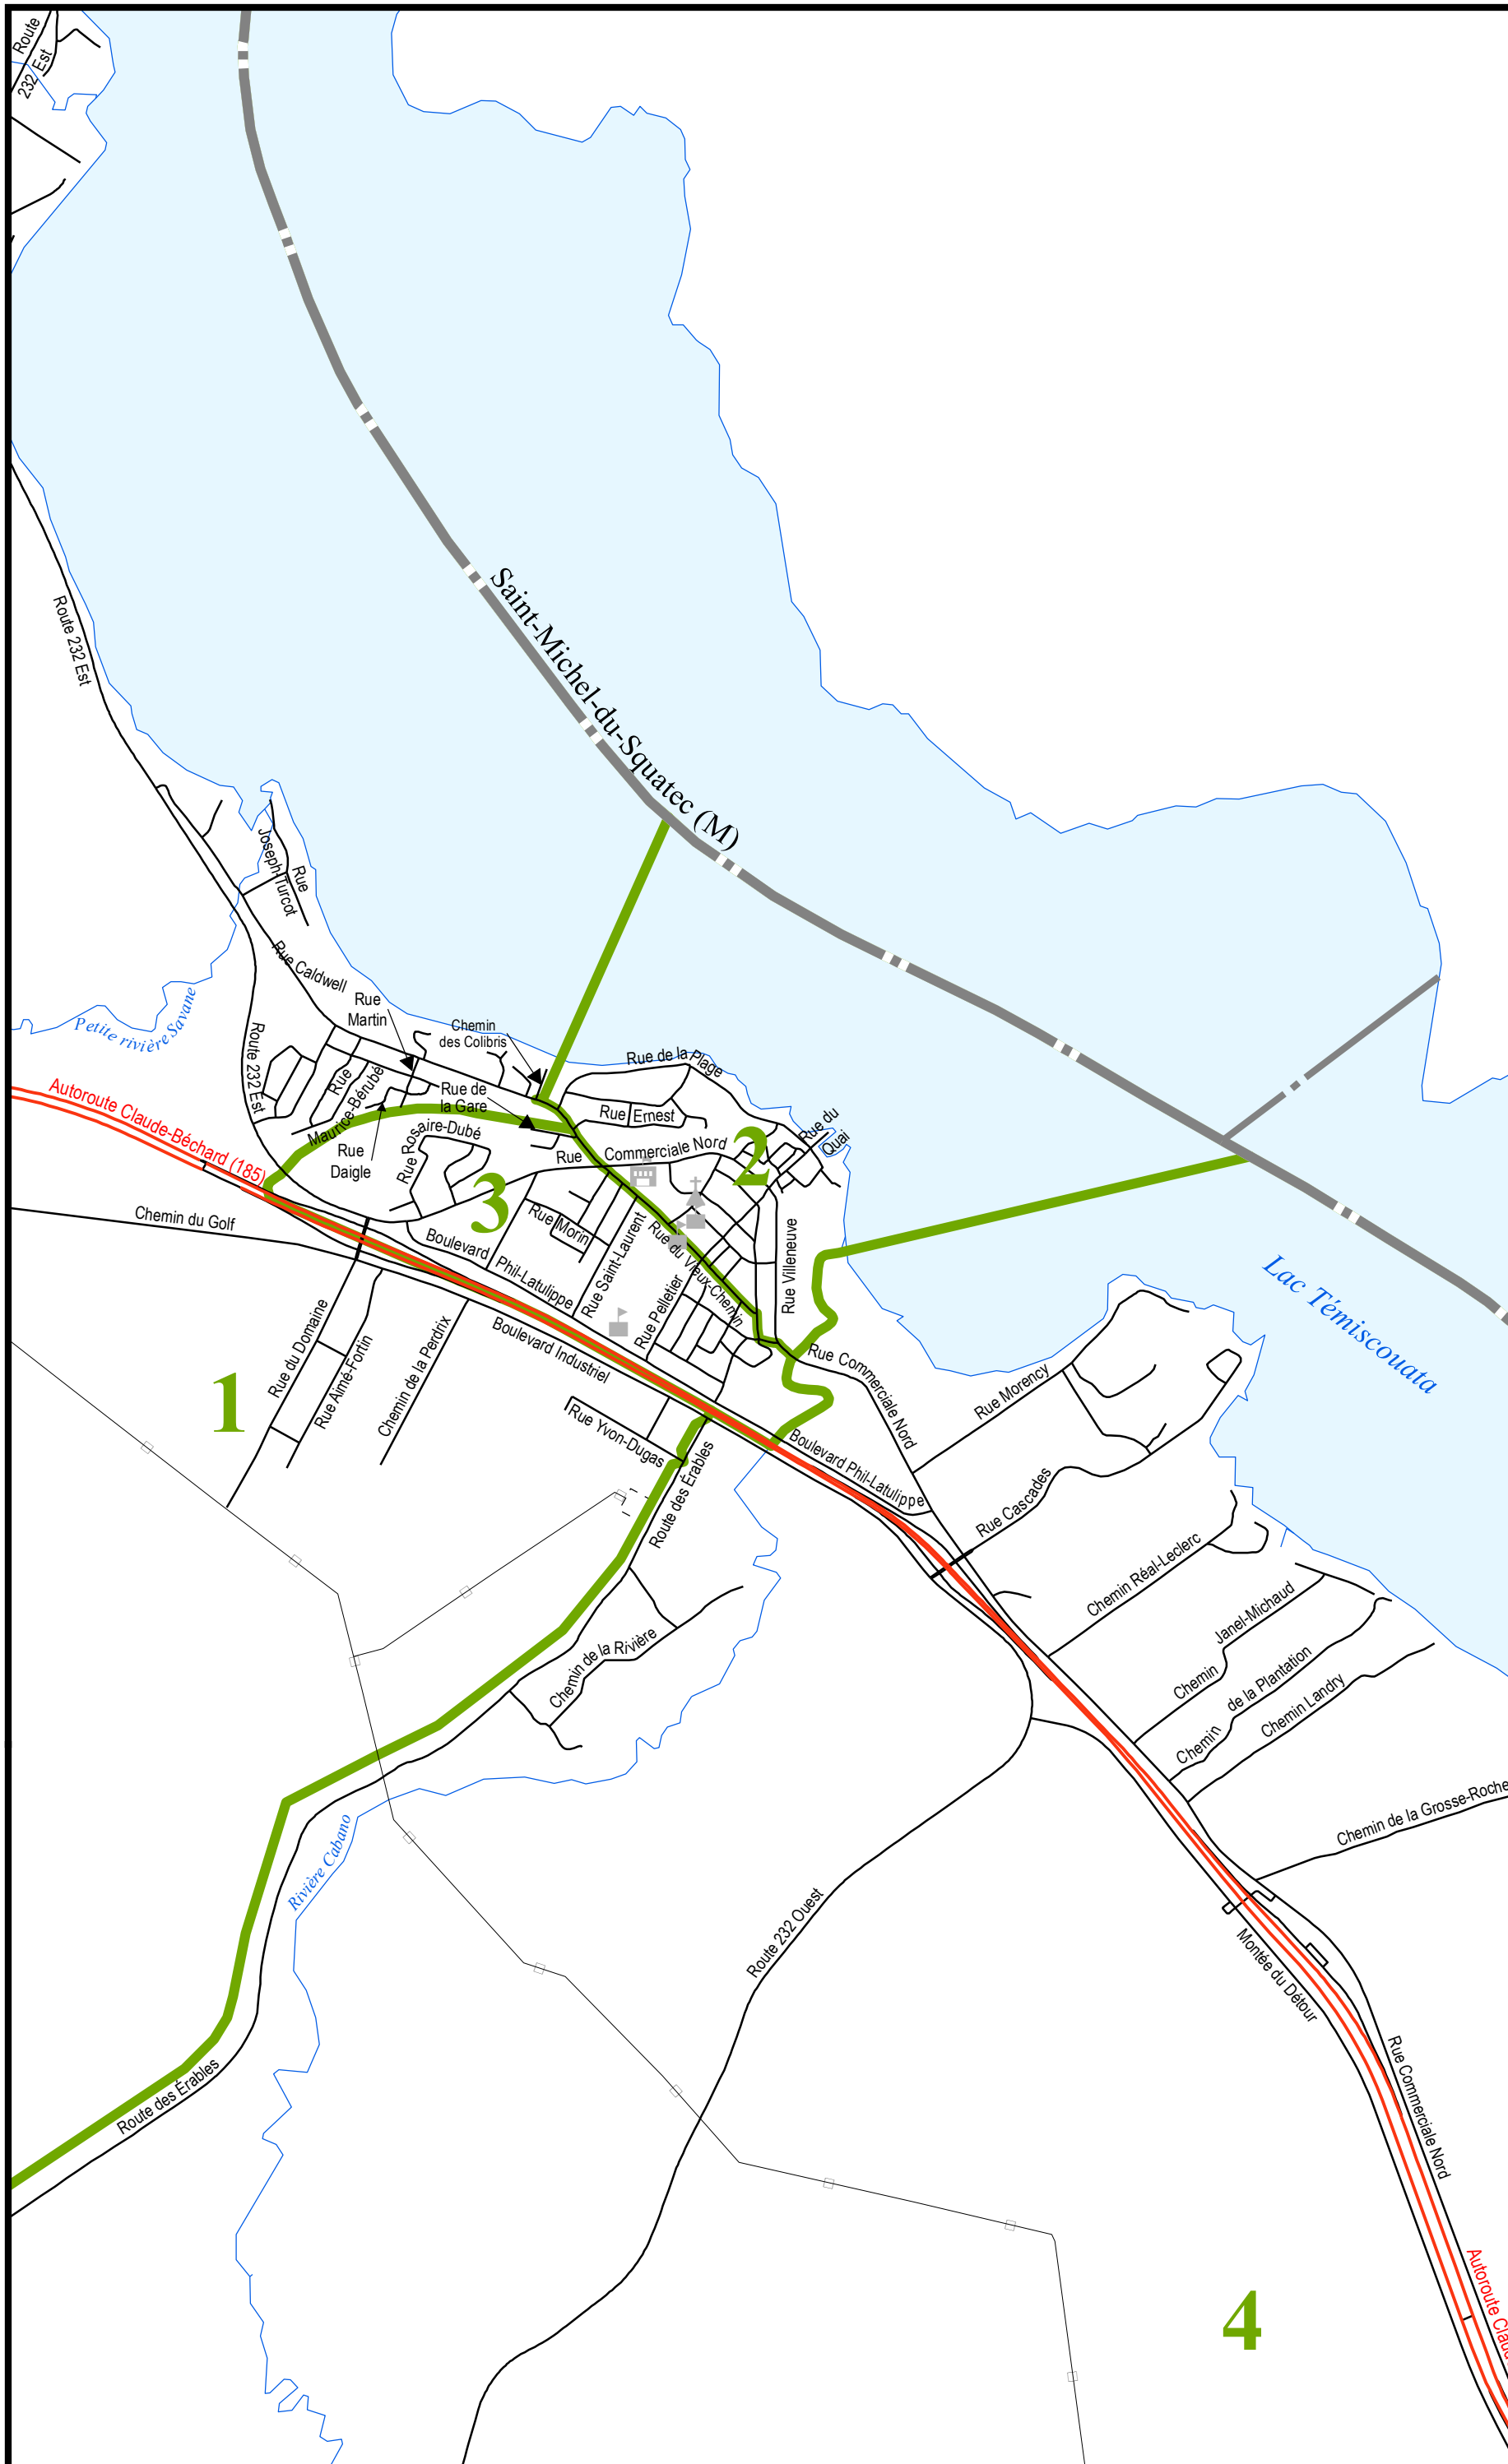 Route
232 Est
Route 232 Est
Saint-Michel-du-Squatec (M)
Rue
Joseph-Turcot
Rue Caldwell
Petite rivière Savane
Rue
Martin
Chemin
des Colibris
Route 232 Est
Rue de la Plage
Autoroute Claude-Béchard (185)
Rue
Maurice-Bérubé
Rue de
la Gare
Rue Ernest
Rue du
Quai
Rue
Daigle
Rue Rosaire-Dubé
Rue Commerciale Nord
2
3
Chemin du Golf
Boulevard Phil-Latulippe
Rue Morin
Rue Saint-Laurent
Rue du Vieux-Chemin
Rue Villeneuve
Rue Pelletier
Lac Témiscouata
Rue du Domaine
Rue Aimé-Fortin
Chemin de la Perdrix
Boulevard Industriel
Rue Commerciale Nord
1
Rue Morency
Rue Yvon-Dugas
Route des Érables
Boulevard Phil-Latulippe
Rue Cascades
Chemin Réal-Leclerc
Chemin de la Rivière
Chemin Janel-Michaud
Chemin de la Plantation
Chemin Landry
Chemin de la Grosse-Roche
Rivière Cabano
Route 232 Ouest
Montée du Détour
Route des Érables
Rue Commerciale Nord
Autoroute Claud
4